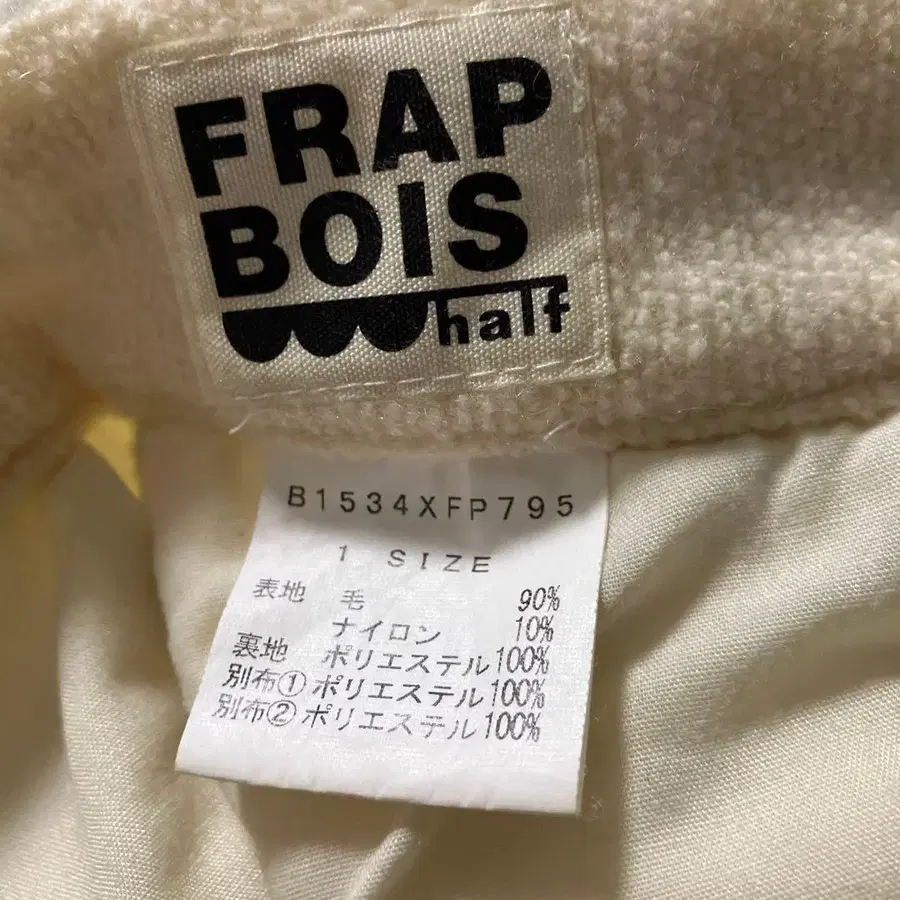 FRAP
BOIS
half
B1534XFP795
1 SIZE
表地 毛 90%
ナイロン 10%
裏地 ポリエステル100%
別布① ポリエステル100%
別布② ポリエステル100%